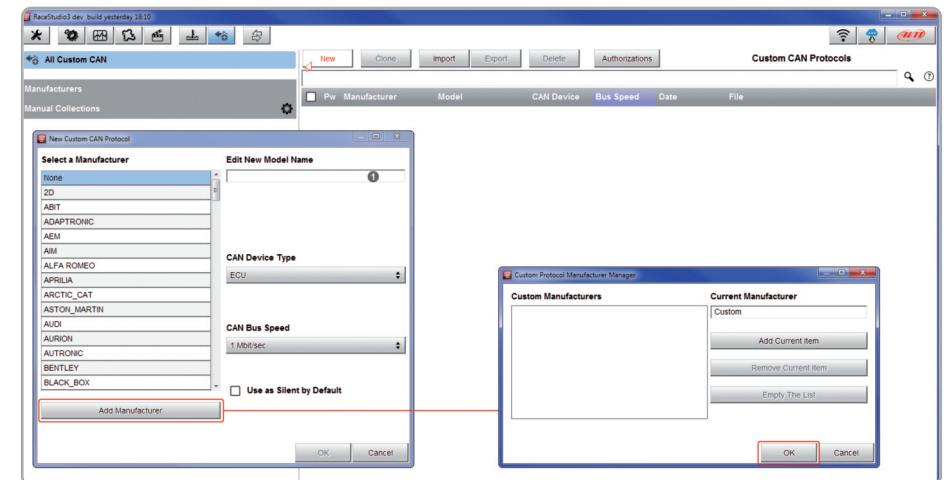 RaceStudio3 dev build yesterday 18:10
AiM
All Custom CAN
New Clone Import Export Delete Authorizations Custom CAN Protocols
Manufacturers
Pw Manufacturer Model CAN Device Bus Speed Date File
Manual Collections
New Custom CAN Protocol
Select a Manufacturer
None
2D
ABIT
ADAPTRONIC
AEM
AIM
ALFA ROMEO
APRILIA
ARCTIC_CAT
ASTON_MARTIN
AUDI
AURION
AUTRONIC
BENTLEY
BLACK_BOX
Add Manufacturer
Edit New Model Name
1
CAN Device Type
ECU
CAN Bus Speed
1 Mbit/sec
Use as Silent by Default
OK Cancel
Custom Protocol Manufacturer Manager
Custom Manufacturers
Current Manufacturer
Custom
Add Current Item
Remove Current Item
Empty The List
OK Cancel